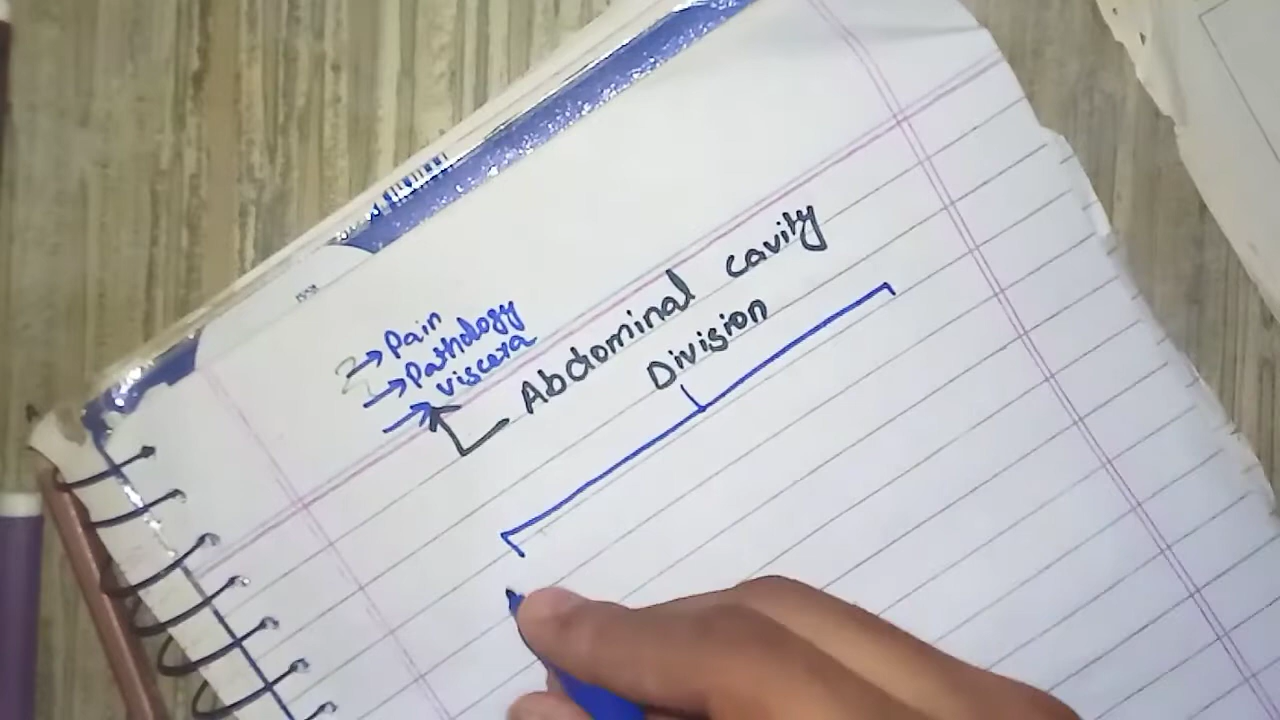 → Pain
→ Pathology
→ viscera
Abdominal cavity
Division